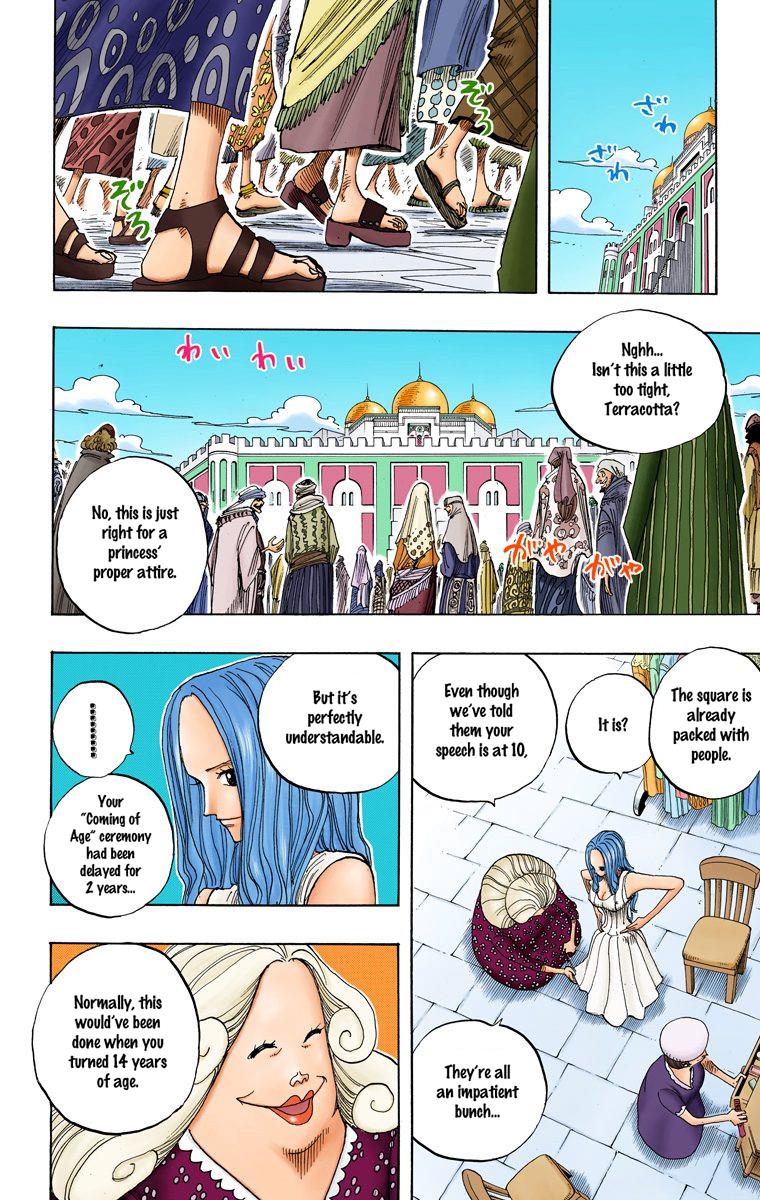 ざわ
ざわ
ぞろ
ぞろ
わいわい
Nghh...
Isn't this a little
too tight,
Terracotta?
No, this is just
right for a
princess'
proper attire.
がや
がや
The square is
already
packed with
people.
It is?
Even though
we've told
them your
speech is at 10,
They're all
an impatient
bunch...
But it's
perfectly
understandable.
Your
"Coming of
Age" ceremony
had been
delayed for
2 years...
Normally, this
would've been
done when you
turned 14 years
of age.